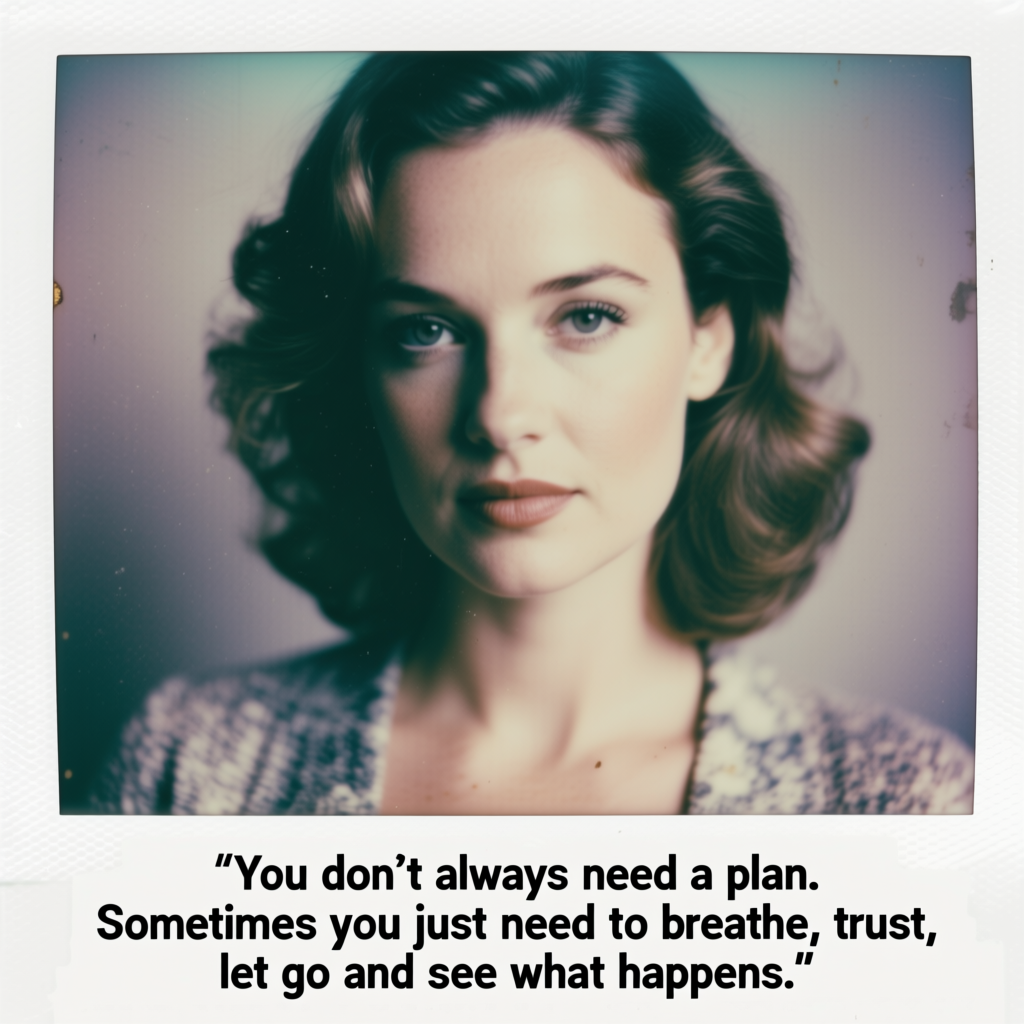 “You don’t always need a plan.
Sometimes you just need to breathe, trust,
let go and see what happens.”